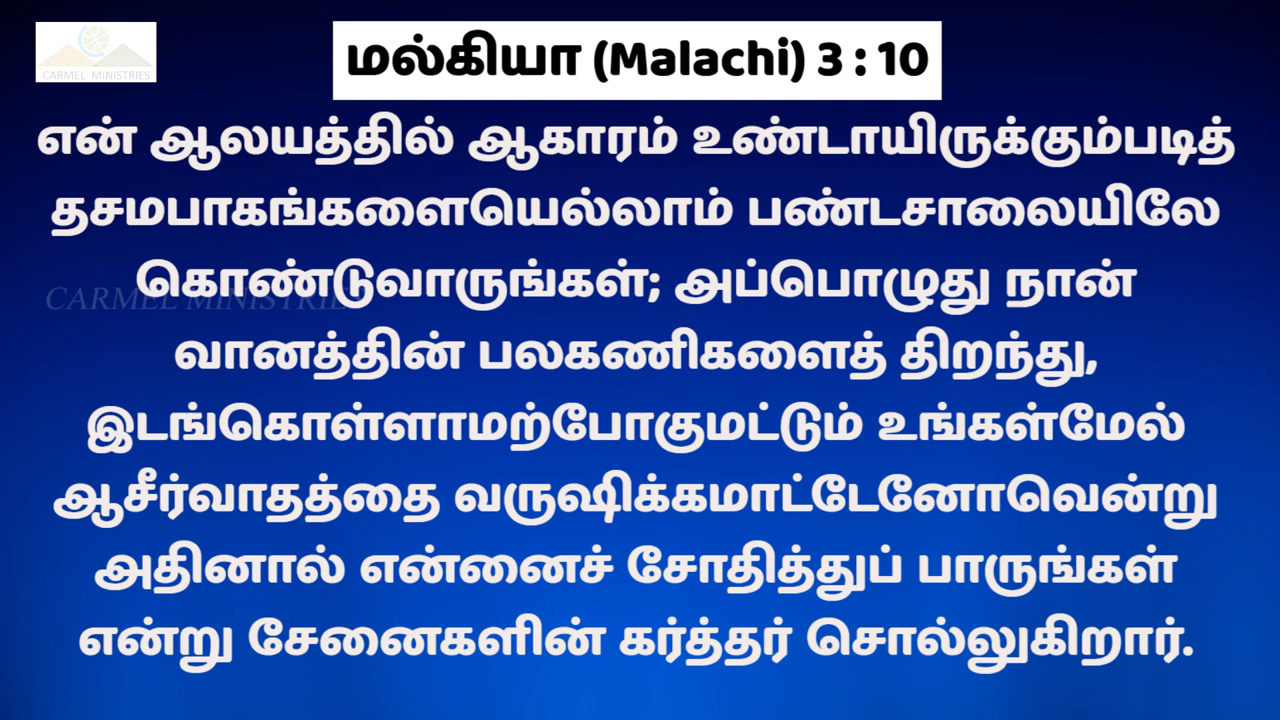 CARMEL MINISTRIES
மல்கியா (Malachi) 3 : 10
என் ஆலயத்தில் ஆகாரம் உண்டாயிருக்கும்படித்
தசமபாகங்களையெல்லாம் பண்டசாலையிலே
கொண்டுவாருங்கள்; அப்பொழுது நான்
CARMEL MINISTRIES
வானத்தின் பலகணிகளைத் திறந்து,
இடங்கொள்ளாமற்போகுமட்டும் உங்கள்மேல்
ஆசீர்வாதத்தை வருஷிக்கமாட்டேனோவென்று
அதினால் என்னைச் சோதித்துப் பாருங்கள்
என்று சேனைகளின் கர்த்தர் சொல்லுகிறார்.